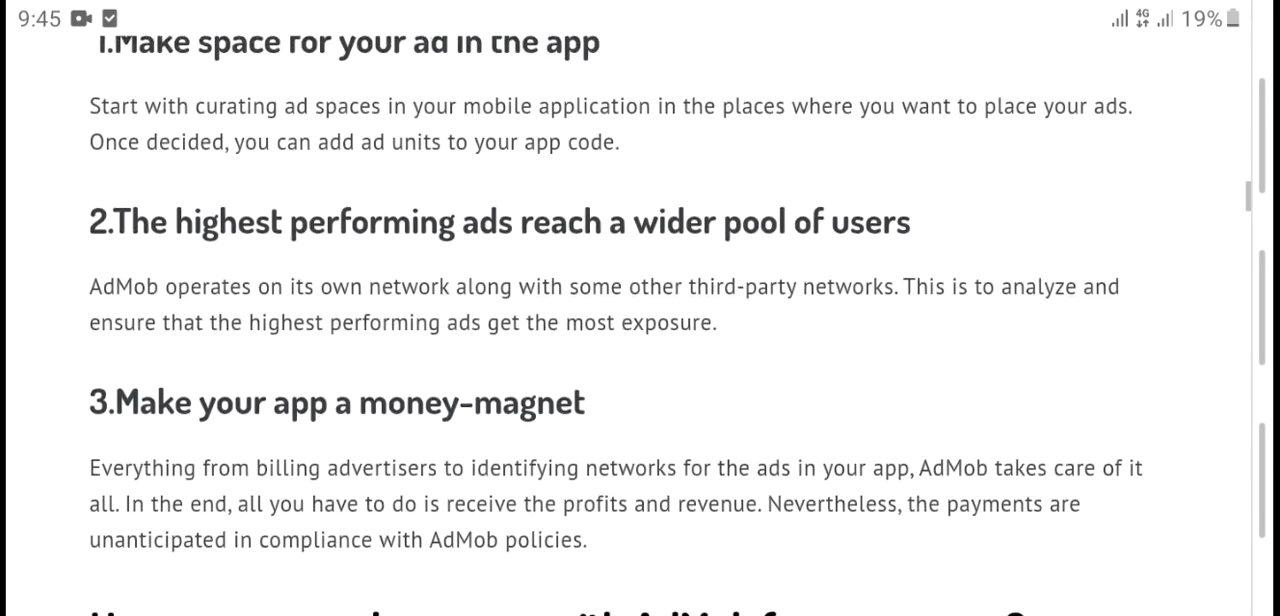 9:45
4G
19%
1.Make space for your ad in the app
Start with curating ad spaces in your mobile application in the places where you want to place your ads.
Once decided, you can add ad units to your app code.
2.The highest performing ads reach a wider pool of users
AdMob operates on its own network along with some other third-party networks. This is to analyze and
ensure that the highest performing ads get the most exposure.
3.Make your app a money-magnet
Everything from billing advertisers to identifying networks for the ads in your app, AdMob takes care of it
all. In the end, all you have to do is receive the profits and revenue. Nevertheless, the payments are
unanticipated in compliance with AdMob policies.